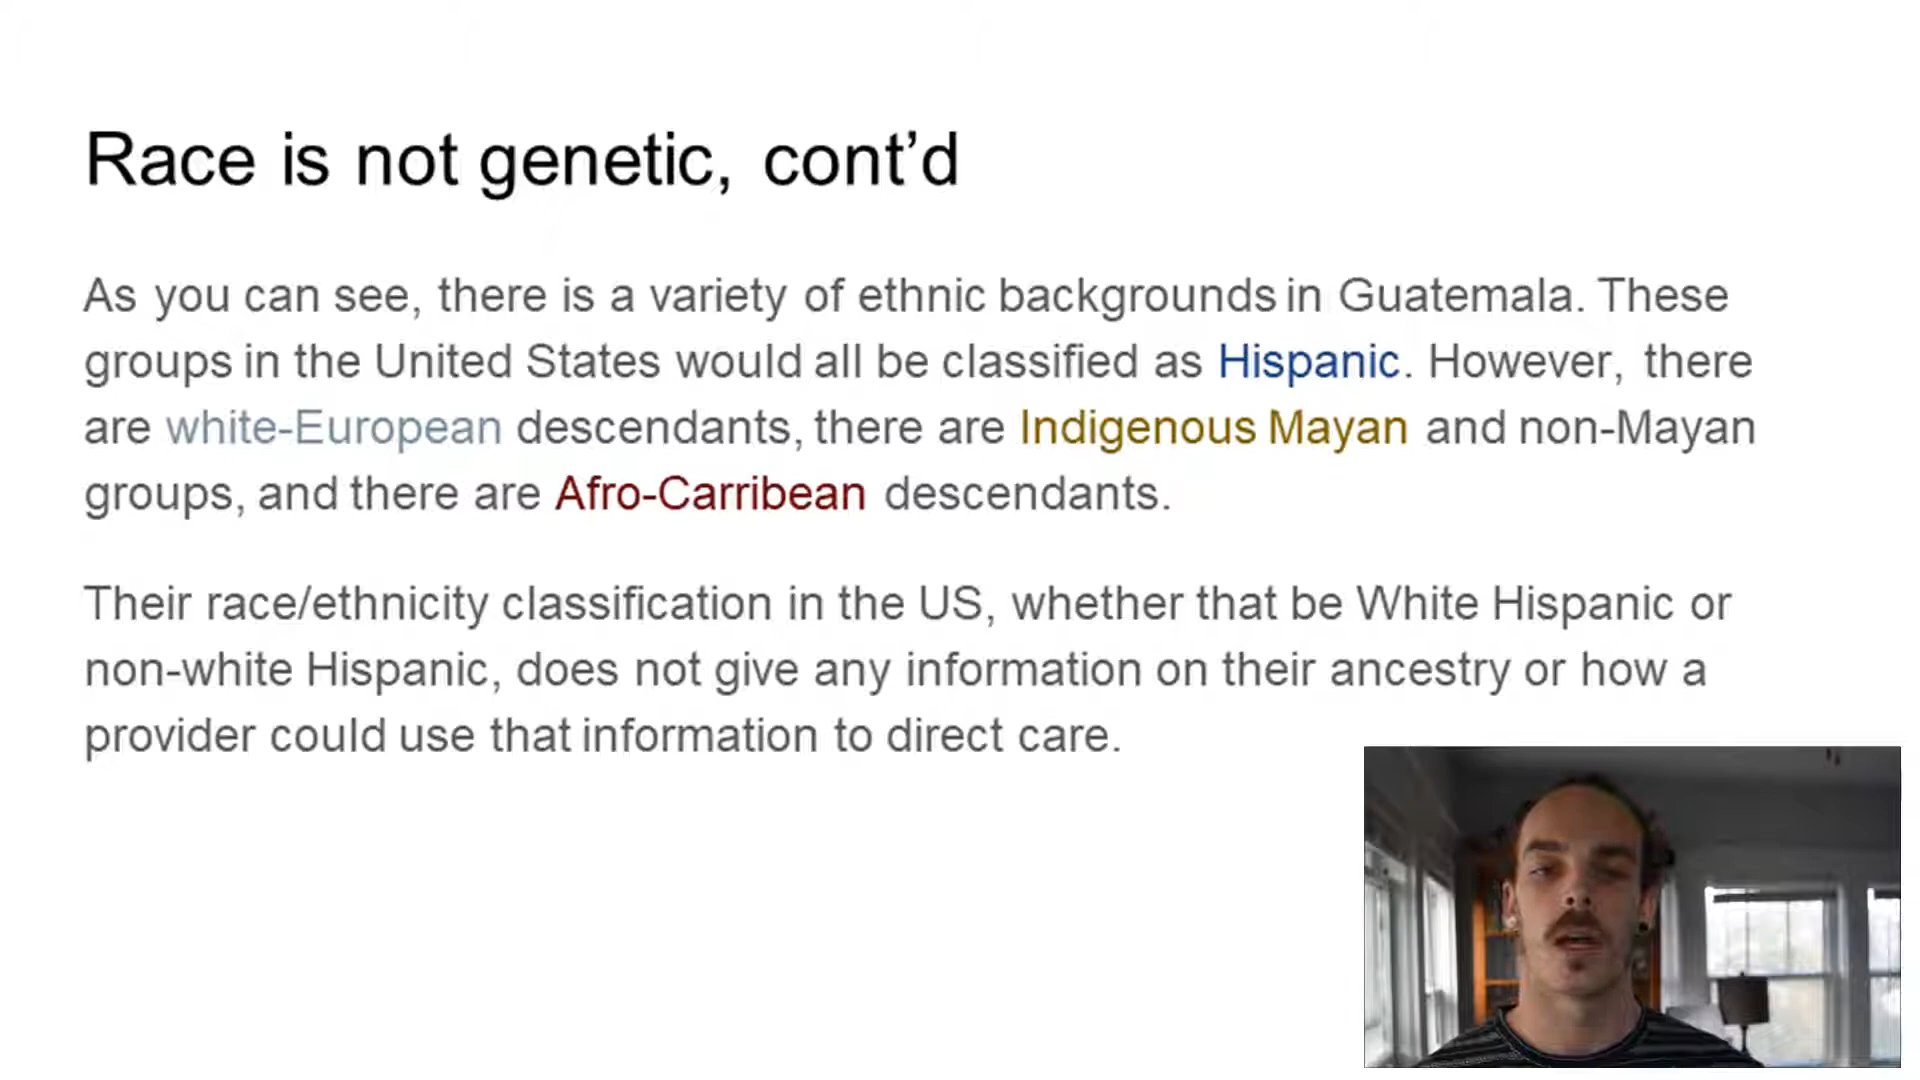 Race is not genetic, cont’d
As you can see, there is a variety of ethnic backgrounds in Guatemala. These
groups in the United States would all be classified as Hispanic. However, there
are white-European descendants, there are Indigenous Mayan and non-Mayan
groups, and there are Afro-Carribean descendants.
Their race/ethnicity classification in the US, whether that be White Hispanic or
non-white Hispanic, does not give any information on their ancestry or how a
provider could use that information to direct care.